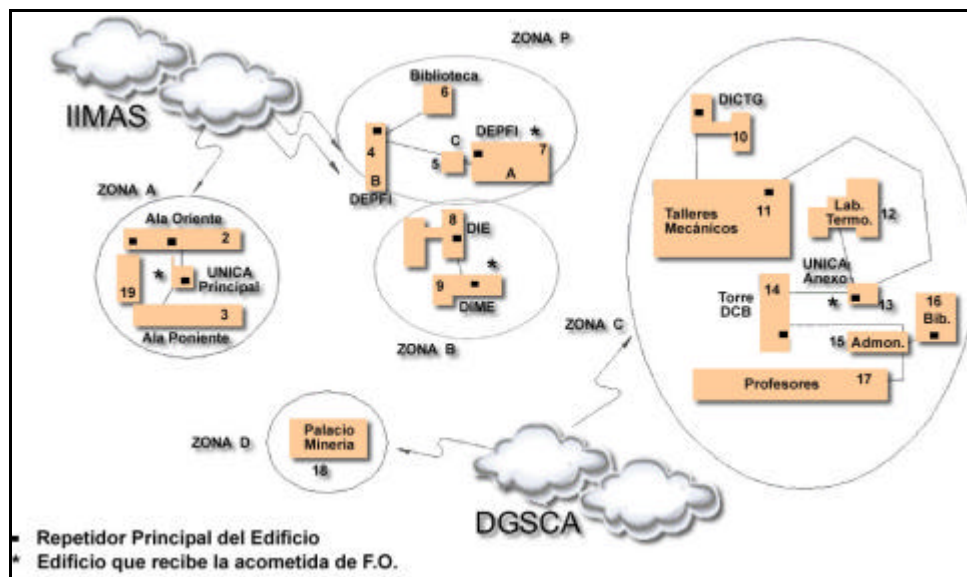 ZONA P
IIMAS
Biblioteca
6
DEPFI *
7
C
4
5
A
B
DEPFI
ZONA A
Ala Oriente
2
*
UNICA
Principal
19
3
Ala Poniente
8
DIE
*
9
DIME
ZONA B
DICTG
10
Talleres
Mecánicos
11
Lab.
Termo.
12
UNICA
Anexo
*
13
14
Torre
DCB
16
Bib.
15
Admon.
Profesores
17
ZONA C
ZONA D
Palacio
Mineria
18
DGSCA
Repetidor Principal del Edificio
* Edificio que recibe la acometida de F.O.